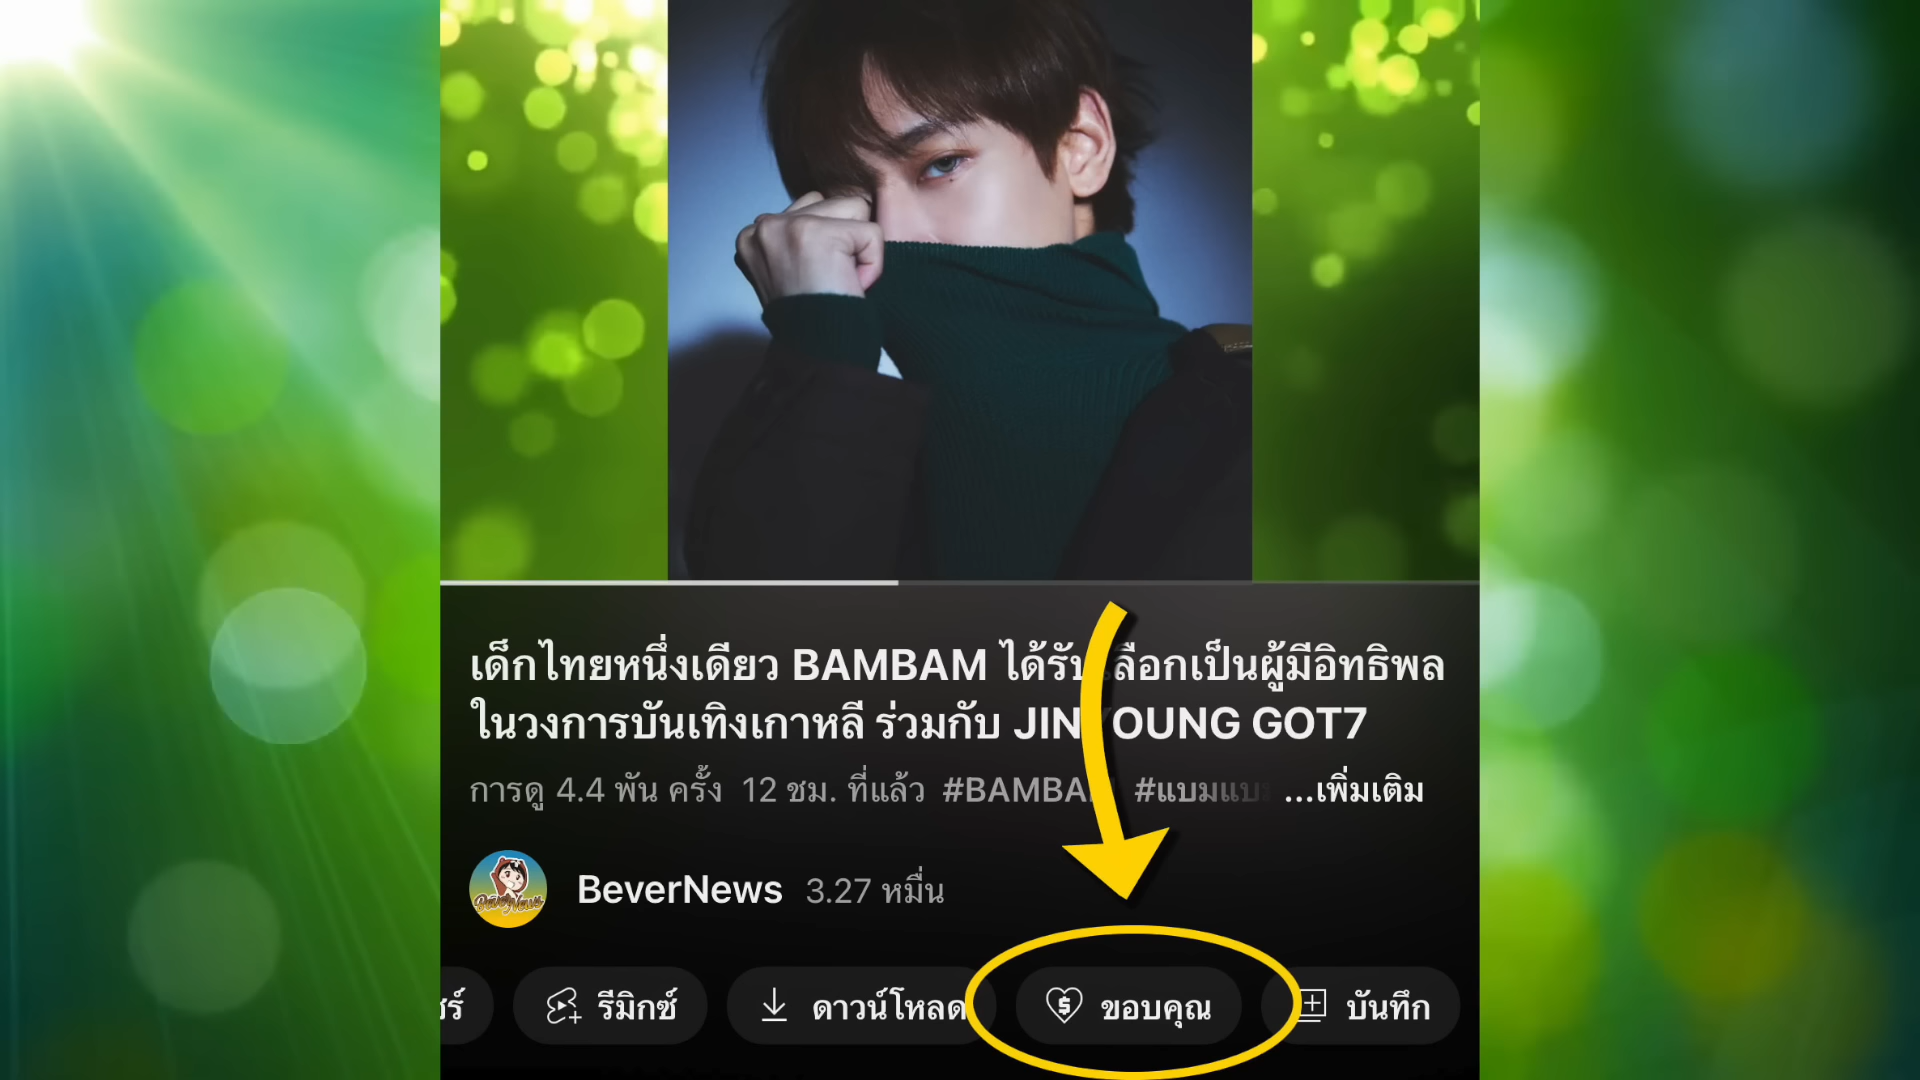 เด็กไทยหนึ่งเดียว BAMBAM ได้รับเลือกเป็นผู้มีอิทธิพล
ในวงการบันเทิงเกาหลี ร่วมกับ JINYOUNG GOT7
การดู 4.4 พัน ครั้ง 12 ชม. ที่แล้ว #BAMBAM #แบมแบม ...เพิ่มเติม
BeverNews 3.27 หมื่น
ชร์ รีมิกซ์ ดาวน์โหลด ขอบคุณ บันทึก